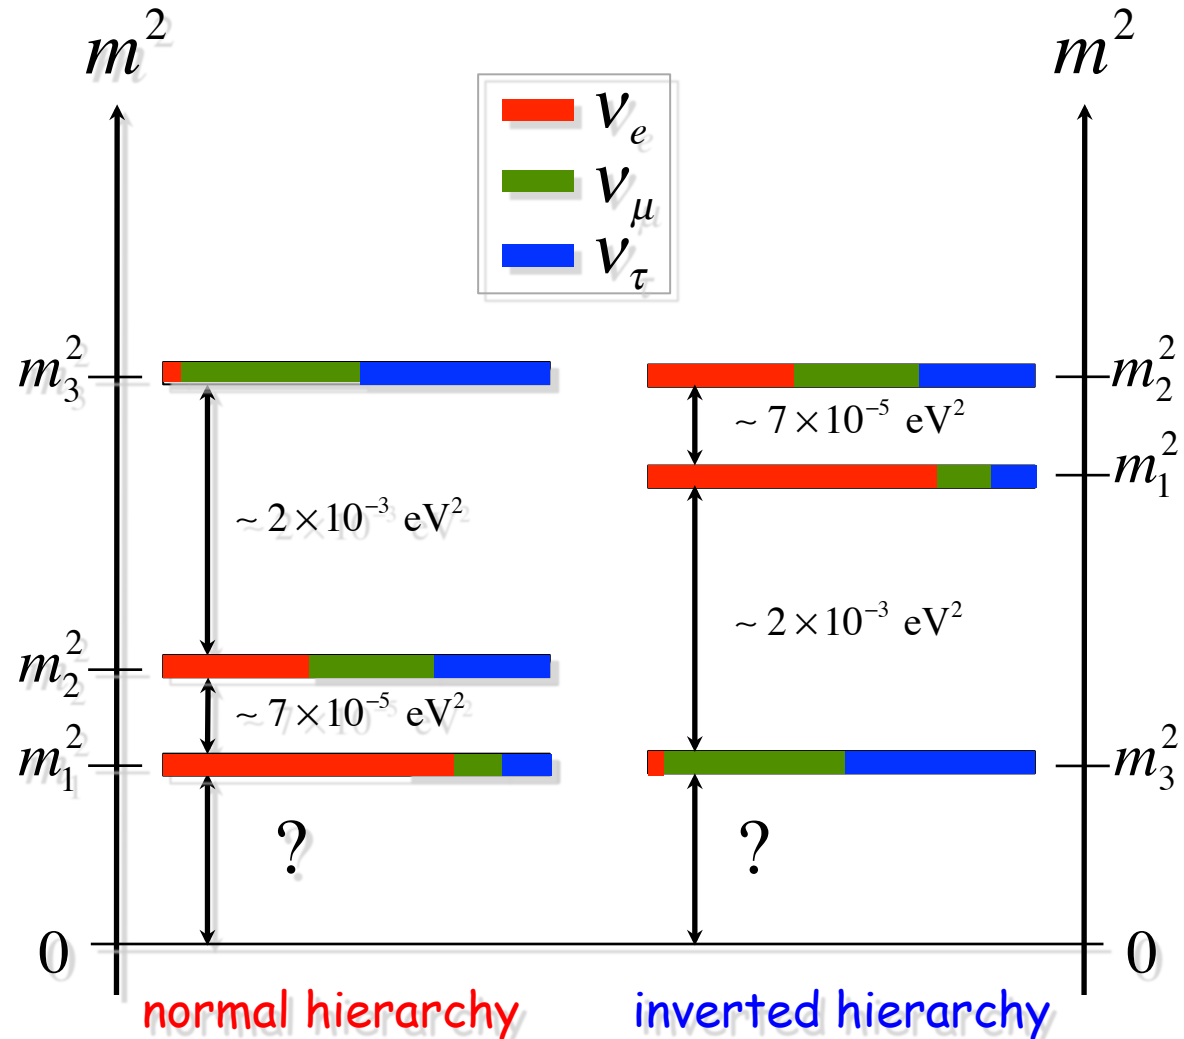 m² m²
νₑ
ν_μ
ν_τ
m₃² m₂²
~ 7×10⁻⁵ eV²
m₁²
~ 2×10⁻³ eV²
~ 2×10⁻³ eV²
m₂²
~ 7×10⁻⁵ eV²
m₁² m₃²
? ?
0 0
normal hierarchy inverted hierarchy